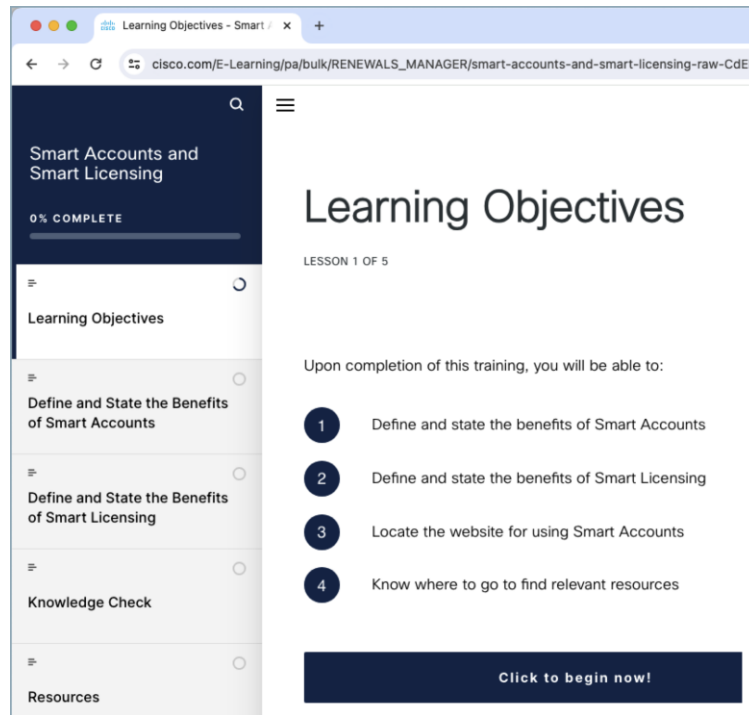 Learning Objectives - Smart A
cisco.com/E-Learning/pa/bulk/RENEWALS_MANAGER/smart-accounts-and-smart-licensing-raw-CdE
Smart Accounts and
Smart Licensing
0% COMPLETE
Learning Objectives
Define and State the Benefits
of Smart Accounts
Define and State the Benefits
of Smart Licensing
Knowledge Check
Resources
Learning Objectives
LESSON 1 OF 5
Upon completion of this training, you will be able to:
1 Define and state the benefits of Smart Accounts
2 Define and state the benefits of Smart Licensing
3 Locate the website for using Smart Accounts
4 Know where to go to find relevant resources
Click to begin now!